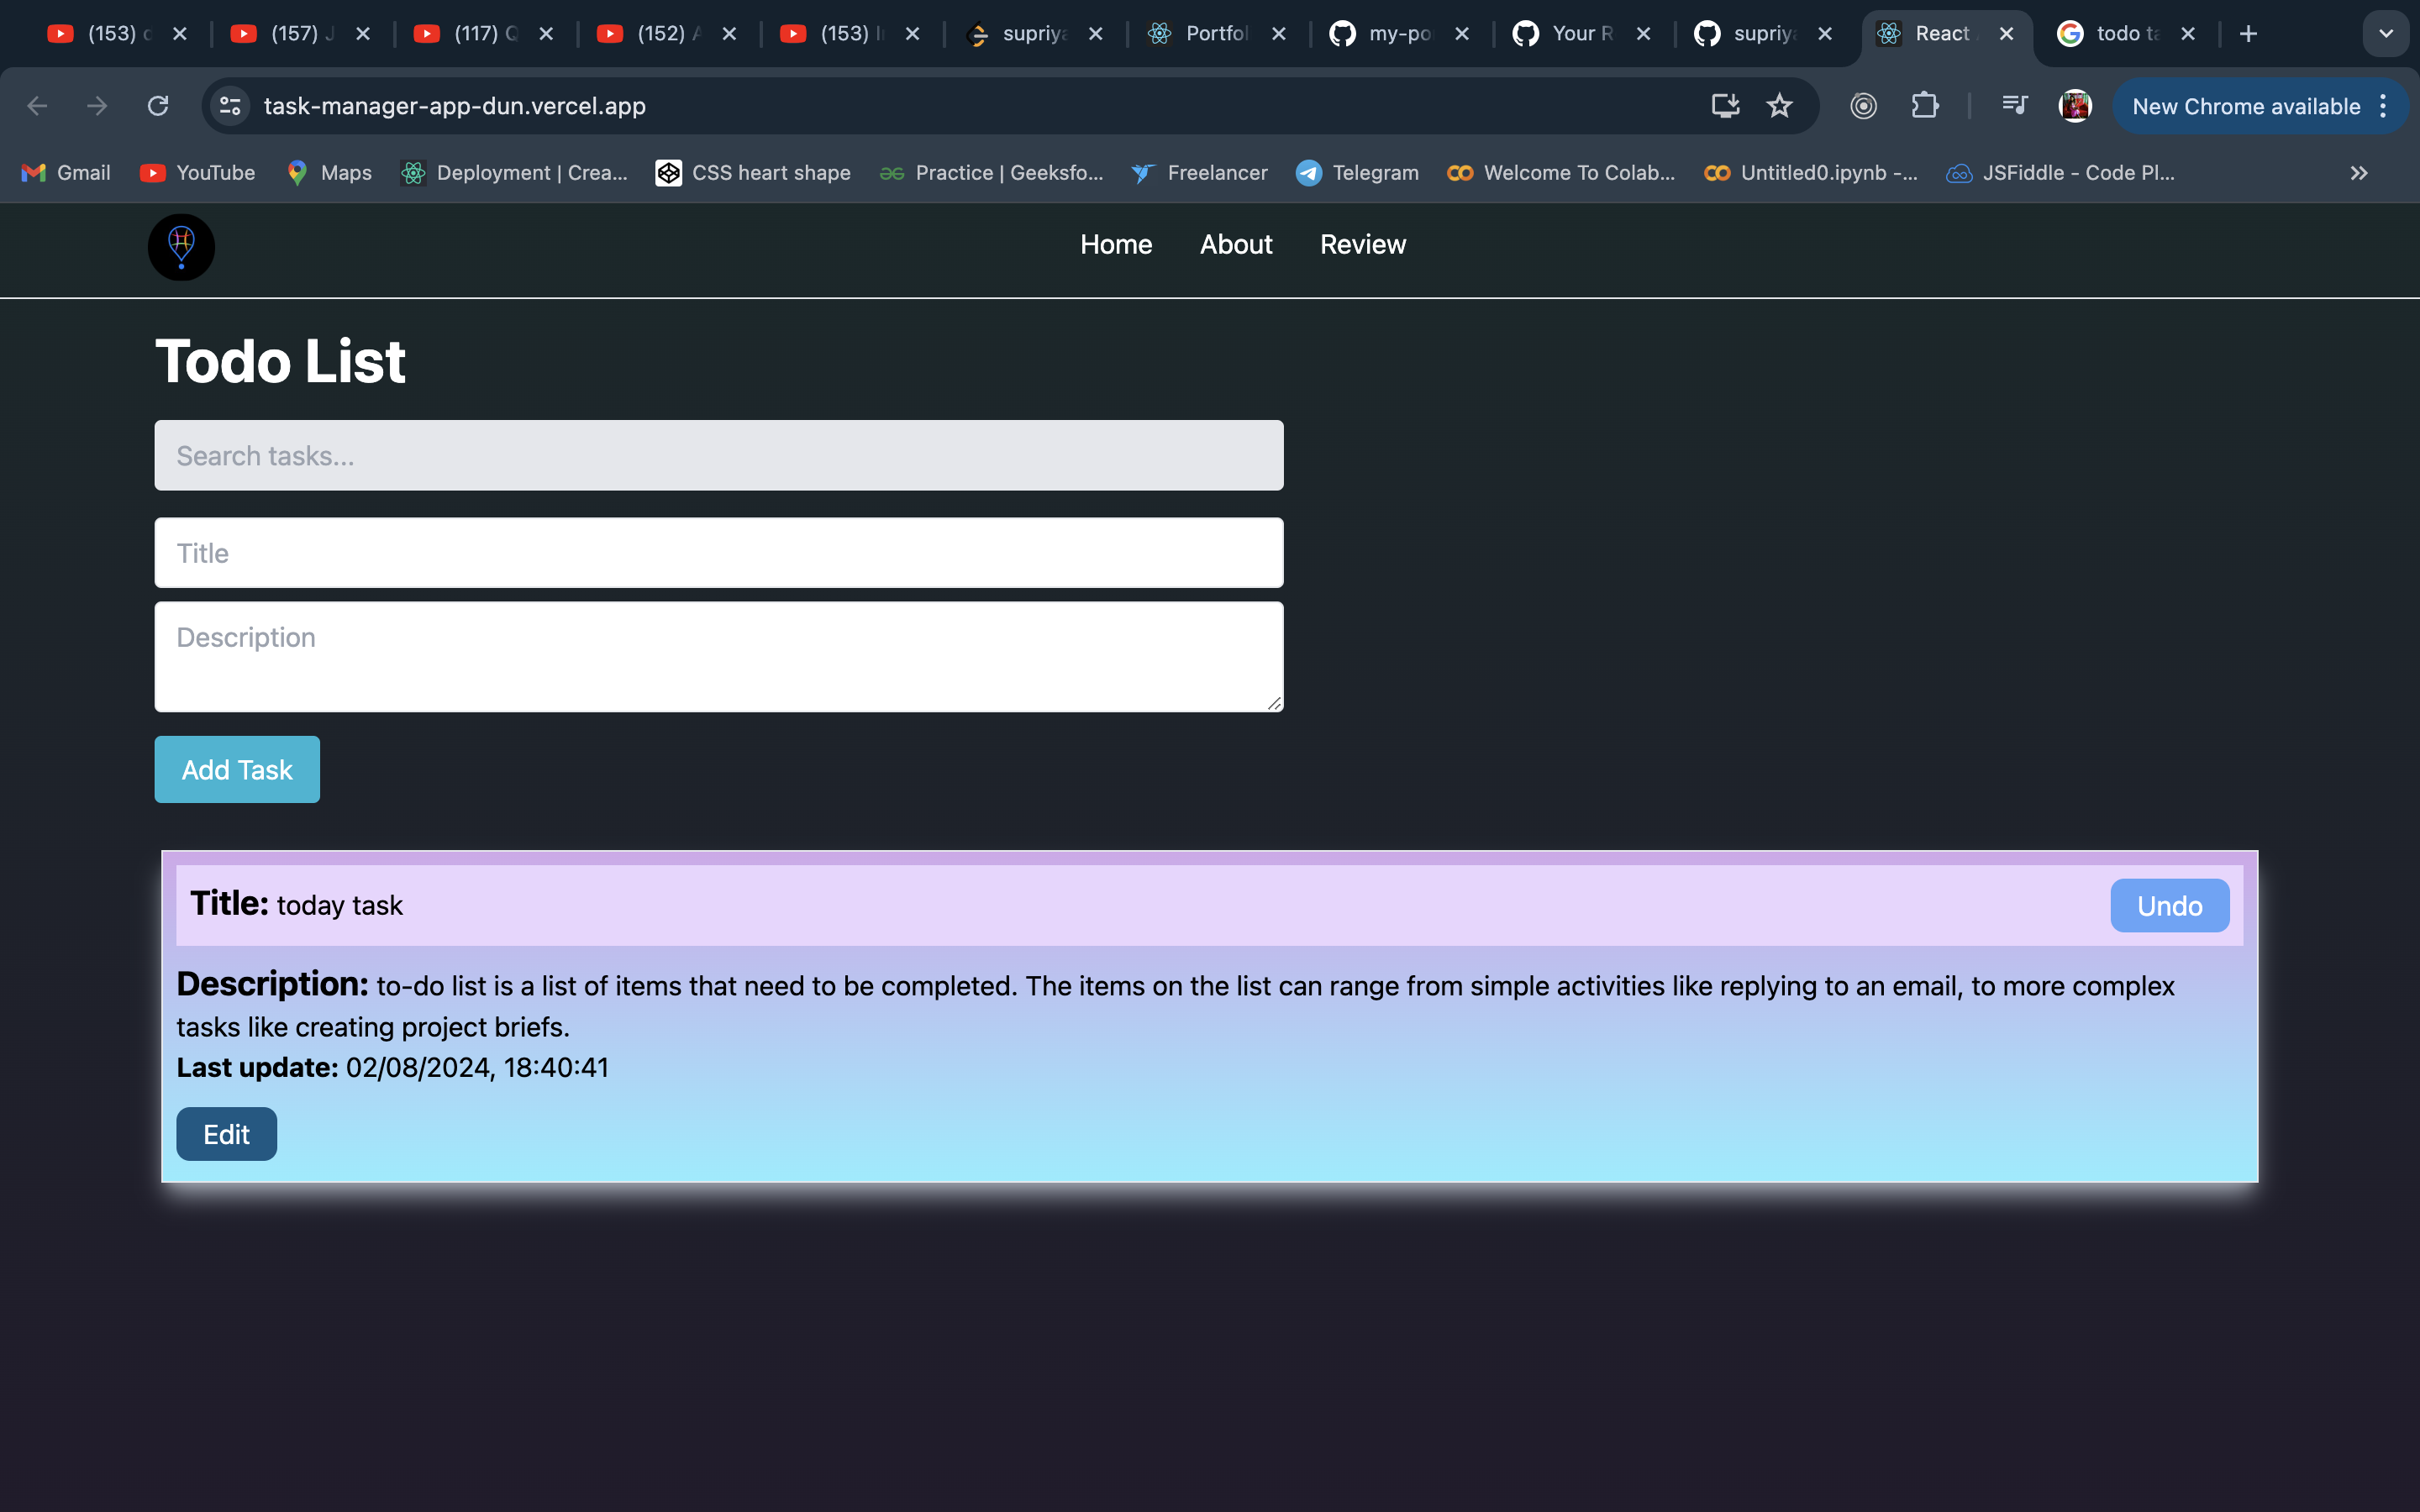 (153)
(157)
(117)
(152)
(153)
supriya
Portfol
my-po
Your R
supriya
React
todo ta
task-manager-app-dun.vercel.app
New Chrome available
Gmail
YouTube
Maps
Deployment | Crea...
CSS heart shape
Practice | Geeksfo...
Freelancer
Telegram
Welcome To Colab...
Untitled0.ipynb -...
JSFiddle - Code Pl...
Home
About
Review
Todo List
Search tasks...
Title
Description
Add Task
Title: today task
Undo
Description: to-do list is a list of items that need to be completed. The items on the list can range from simple activities like replying to an email, to more complex
tasks like creating project briefs.
Last update: 02/08/2024, 18:40:41
Edit